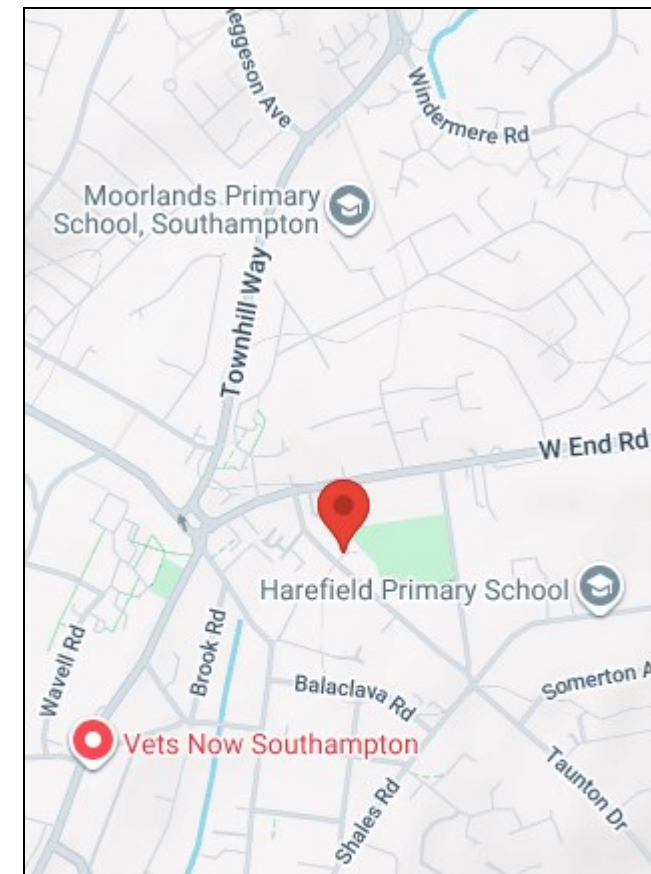 eggeson Ave
Windermere Rd
Moorlands Primary
School, Southampton
Townhill Way
W End Rd
Harefield Primary School
Brook Rd
Wavell Rd
Balaclava Rd
Somerton A
Vets Now Southampton
Shales Rd
Taunton Dr